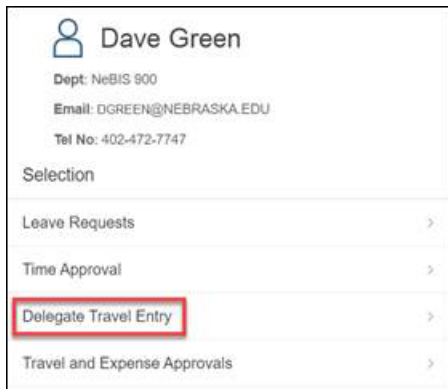 Dave Green
Dept: NeBIS 900
Email: DGREEN@NEBRASKA.EDU
Tel No: 402-472-7747
Selection
Leave Requests
Time Approval
Delegate Travel Entry
Travel and Expense Approvals